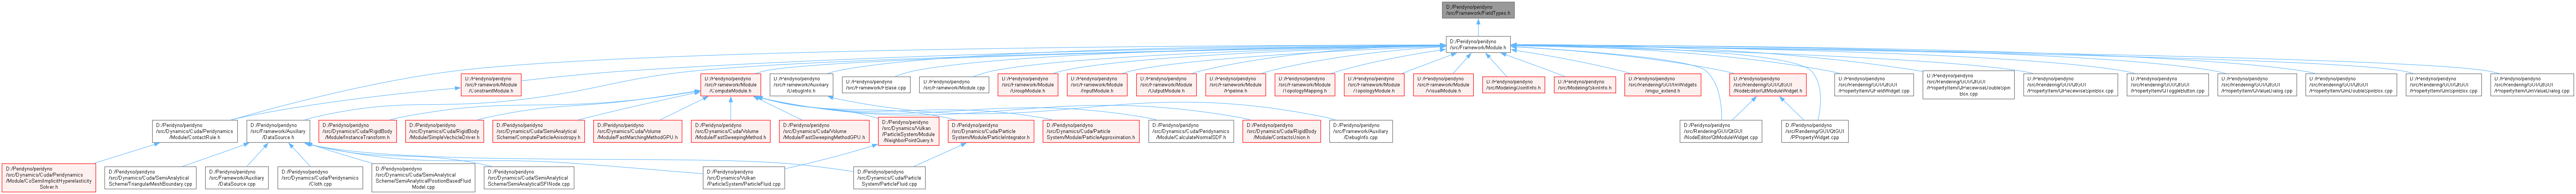 D:/Peridyno/peridyno
/src/Framework/FieldTypes.h
D:/Peridyno/peridyno
/src/Framework/Module.h
D:/Peridyno/peridyno
/src/Framework/Module
/ConstraintModule.h
D:/Peridyno/peridyno
/src/Framework/Module
/ComputeModule.h
D:/Peridyno/peridyno
/src/Framework/Auxiliary
/DebugInfo.h
D:/Peridyno/peridyno
/src/Framework/FBase.cpp
D:/Peridyno/peridyno
/src/Framework/Module.cpp
D:/Peridyno/peridyno
/src/Framework/Module
/GroupModule.h
D:/Peridyno/peridyno
/src/Framework/Module
/InputModule.h
D:/Peridyno/peridyno
/src/Framework/Module
/OutputModule.h
D:/Peridyno/peridyno
/src/Framework/Module
/Pipeline.h
D:/Peridyno/peridyno
/src/Framework/Module
/TopologyMapping.h
D:/Peridyno/peridyno
/src/Framework/Module
/TopologyModule.h
D:/Peridyno/peridyno
/src/Framework/Module
/VisualModule.h
D:/Peridyno/peridyno
/src/Modeling/JointInfo.h
D:/Peridyno/peridyno
/src/Modeling/SkinInfo.h
D:/Peridyno/peridyno
/src/Rendering/GUI/ImWidgets
/imgui_extend.h
D:/Peridyno/peridyno
/src/Rendering/GUI/QtGUI
/NodeEditor/QtModuleWidget.h
D:/Peridyno/peridyno
/src/Rendering/GUI/QtGUI
/PropertyItem/QFieldWidget.cpp
D:/Peridyno/peridyno
/src/Rendering/GUI/QtGUI
/PropertyItem/QPiecewiseDoubleSpin
Box.cpp
D:/Peridyno/peridyno
/src/Rendering/GUI/QtGUI
/PropertyItem/QPiecewiseSpinBox.cpp
D:/Peridyno/peridyno
/src/Rendering/GUI/QtGUI
/PropertyItem/QToggleButton.cpp
D:/Peridyno/peridyno
/src/Rendering/GUI/QtGUI
/PropertyItem/QValueDialog.cpp
D:/Peridyno/peridyno
/src/Rendering/GUI/QtGUI
D:/Peridyno/peridyno
/src/Rendering/GUI/QtGUI
D:/Peridyno/peridyno
/src/Rendering/GUI/QtGUI
D:/Peridyno/peridyno
/src/Dynamics/Cuda/Peridynamics
/Module/ContactRule.h
D:/Peridyno/peridyno
/src/Framework/Auxiliary
/DataSource.h
D:/Peridyno/peridyno
/src/Dynamics/Cuda/RigidBody
/Module/InstanceTransform.h
D:/Peridyno/peridyno
/src/Dynamics/Cuda/RigidBody
/Module/SimpleVechicleDriver.h
D:/Peridyno/peridyno
/src/Dynamics/Cuda/SemiAnalytical
Scheme/ComputeParticleAnisotropy.h
D:/Peridyno/peridyno
/src/Dynamics/Cuda/Volume
/Module/FastMarchingMethodGPU.h
D:/Peridyno/peridyno
/src/Dynamics/Cuda/Volume
/Module/FastSweepingMethod.h
D:/Peridyno/peridyno
/src/Dynamics/Cuda/Volume
/Module/FastSweepingMethodGPU.h
D:/Peridyno/peridyno
/src/Dynamics/Vulkan
/ParticleSystem/Module
/NeighborPointQuery.h
D:/Peridyno/peridyno
/src/Dynamics/Cuda/Particle
System/Module/ParticleIntegrator.h
D:/Peridyno/peridyno
/src/Dynamics/Cuda/Particle
System/Module/ParticleApproximation.h
D:/Peridyno/peridyno
/src/Dynamics/Cuda/Peridynamics
/Module/CalculateNormalSDF.h
D:/Peridyno/peridyno
/src/Dynamics/Cuda/RigidBody
/Module/ContactsUnion.h
D:/Peridyno/peridyno
/src/Framework/Auxiliary
/DebugInfo.cpp
D:/Peridyno/peridyno
/src/Rendering/GUI/QtGUI
/NodeEditor/QtModuleWidget.cpp
D:/Peridyno/peridyno
/src/Rendering/GUI/QtGUI
/PPropertyWidget.cpp
D:/Peridyno/peridyno
/src/Dynamics/Cuda/Peridynamics
/Module/CoSemiImplicitHyperelasticity
Solver.h
D:/Peridyno/peridyno
/src/Dynamics/Cuda/SemiAnalytical
Scheme/TriangularMeshBoundary.cpp
D:/Peridyno/peridyno
/src/Framework/Auxiliary
/DataSource.cpp
D:/Peridyno/peridyno
/src/Dynamics/Cuda/Peridynamics
/Cloth.cpp
D:/Peridyno/peridyno
/src/Dynamics/Cuda/SemiAnalytical
Scheme/SemiAnalyticalPositionBasedFluid
Model.cpp
D:/Peridyno/peridyno
/src/Dynamics/Cuda/SemiAnalytical
Scheme/SemiAnalyticalSFINode.cpp
D:/Peridyno/peridyno
/src/Dynamics/Vulkan
/ParticleSystem/ParticleFluid.cpp
D:/Peridyno/peridyno
/src/Dynamics/Cuda/Particle
System/ParticleFluid.cpp